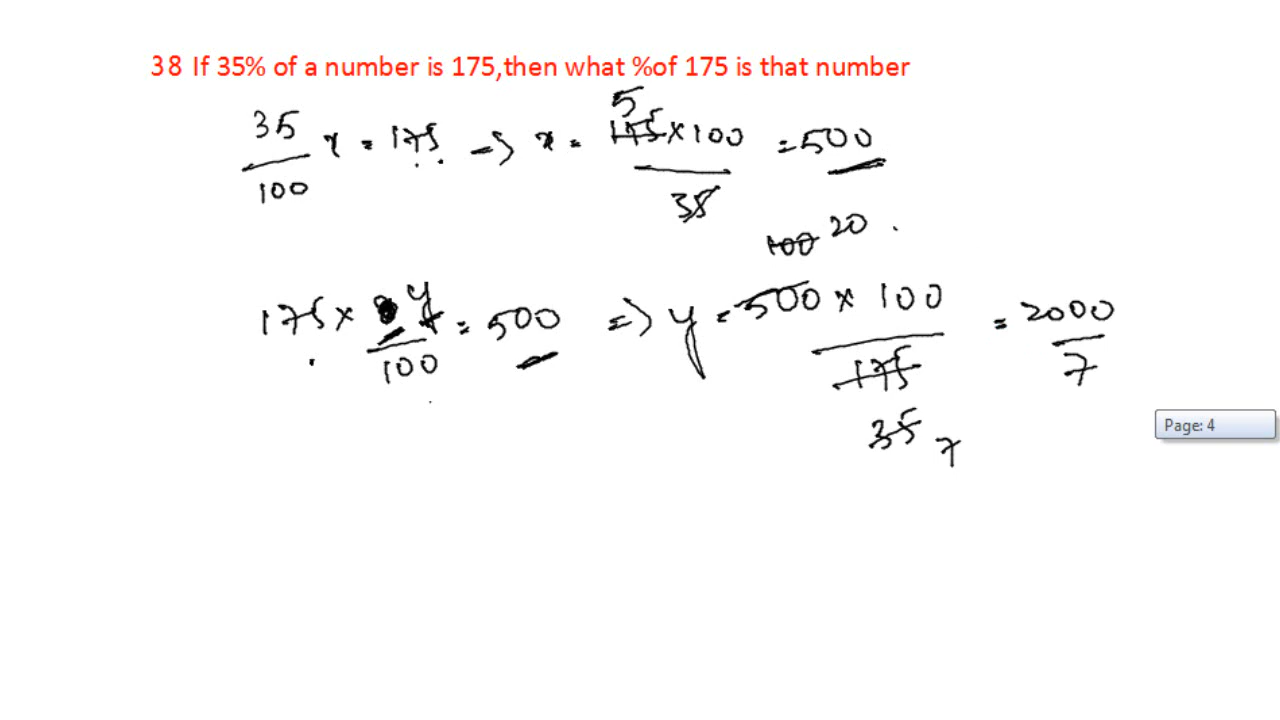 38 If 35% of a number is 175,then what %of 175 is that number
35/100 x = 175 => x = 175 × 100 / 35 = 500
5
100 20
175 × y/100 = 500 => y = 500 × 100 / 175 = 2000/7
35 7
Page: 4